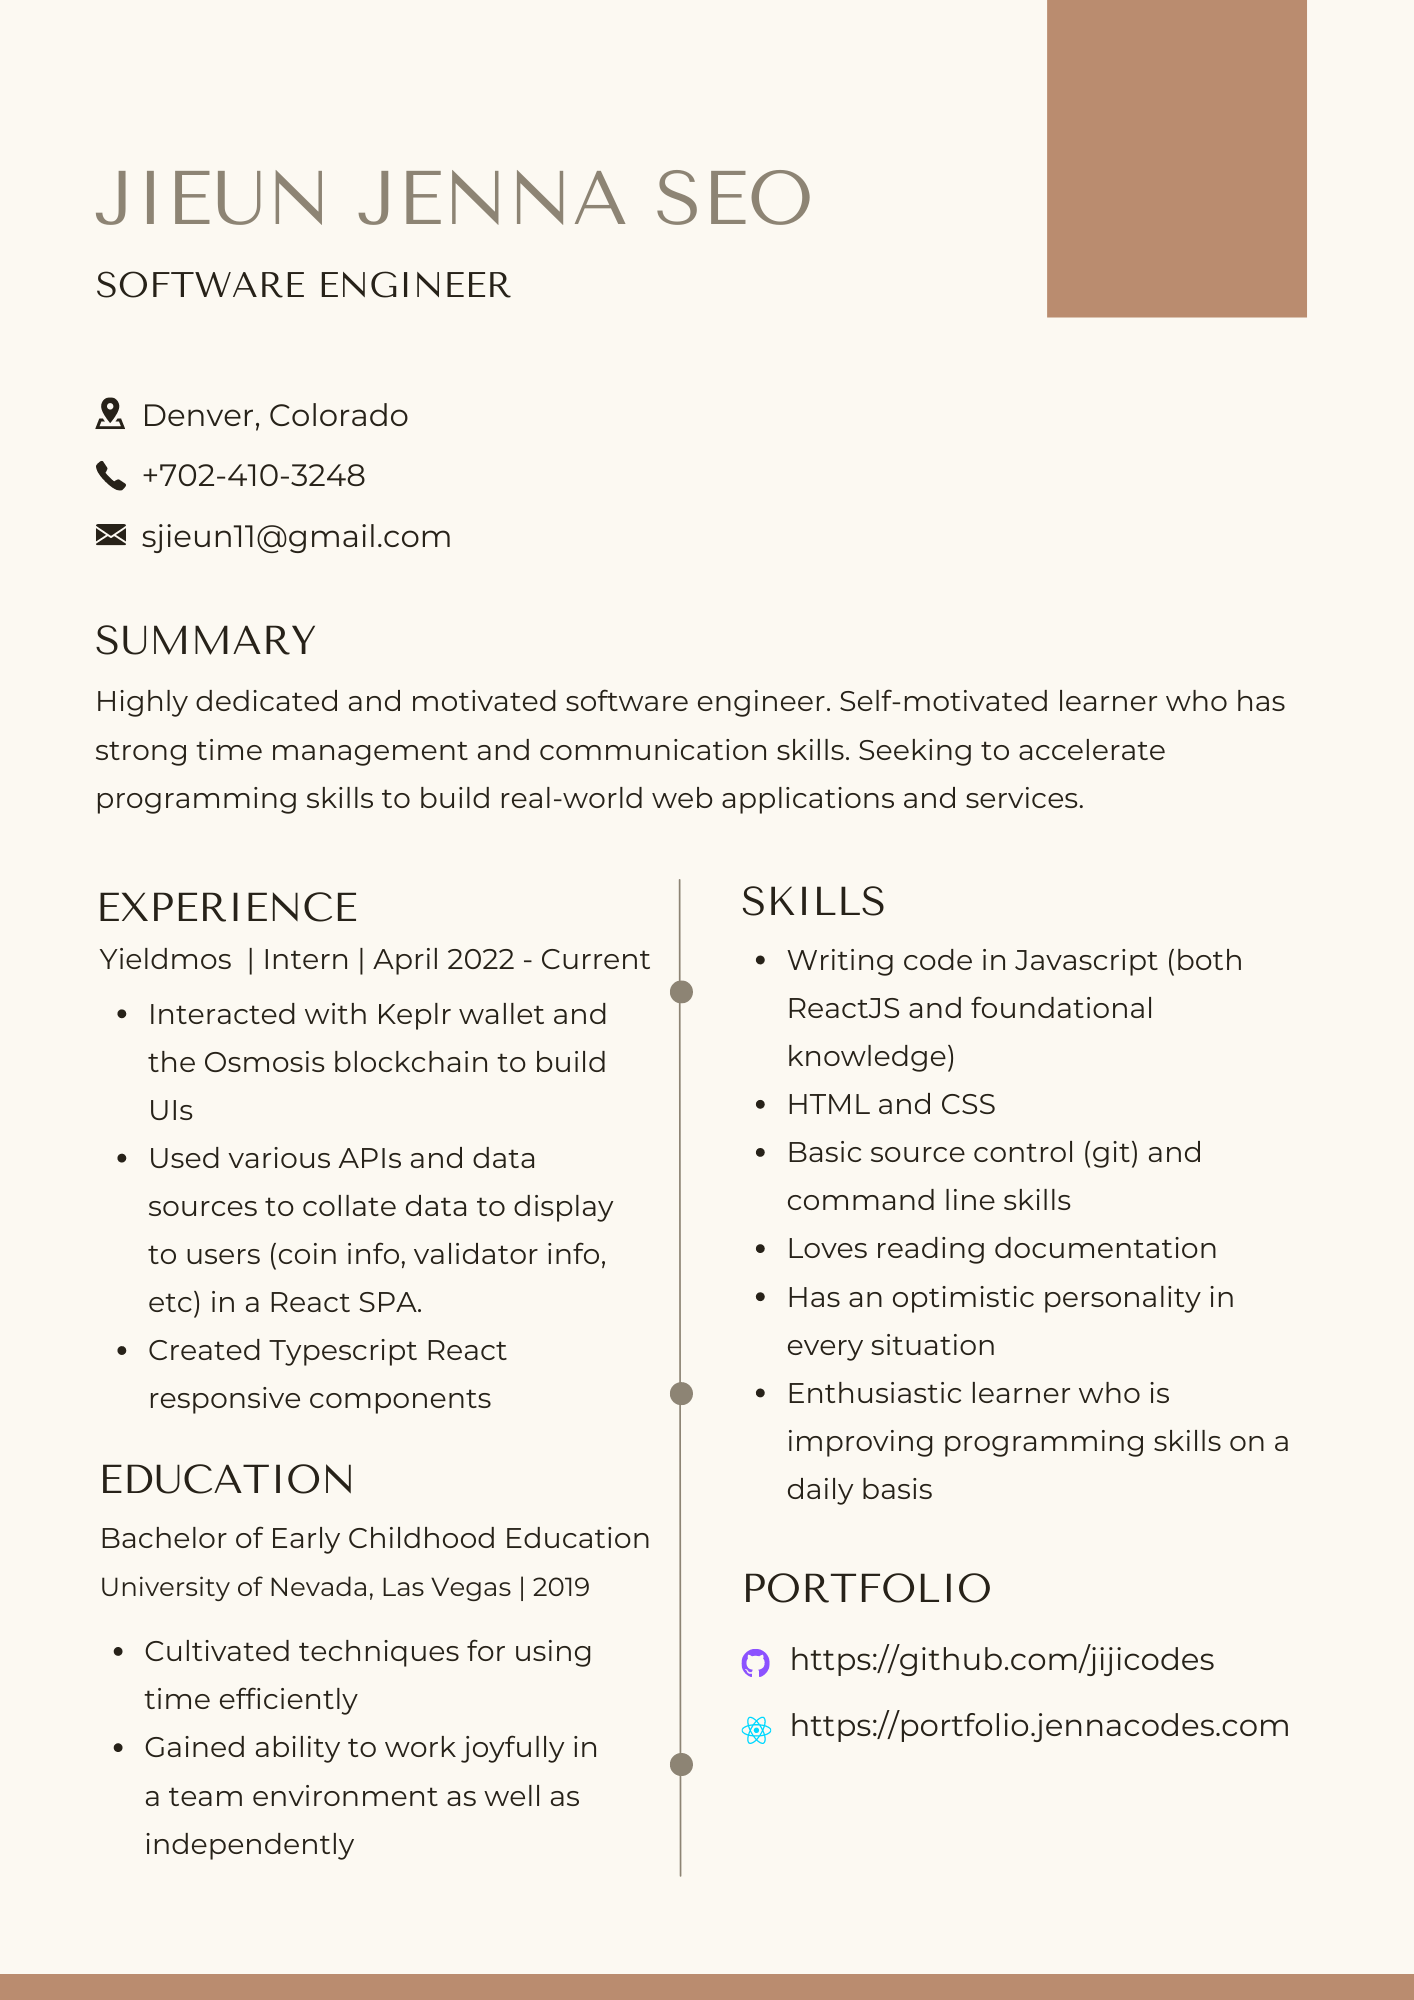 JIEUN JENNA SEO
SOFTWARE ENGINEER
Denver, Colorado
+702-410-3248
sjieun11@gmail.com
SUMMARY
Highly dedicated and motivated software engineer. Self-motivated learner who has
strong time management and communication skills. Seeking to accelerate
programming skills to build real-world web applications and services.
EXPERIENCE
Yieldmos | Intern | April 2022 - Current
• Interacted with Keplr wallet and
the Osmosis blockchain to build
UIs
• Used various APIs and data
sources to collate data to display
to users (coin info, validator info,
etc) in a React SPA.
• Created Typescript React
responsive components
EDUCATION
Bachelor of Early Childhood Education
University of Nevada, Las Vegas | 2019
• Cultivated techniques for using
time efficiently
• Gained ability to work joyfully in
a team environment as well as
independently
SKILLS
• Writing code in Javascript (both
ReactJS and foundational
knowledge)
• HTML and CSS
• Basic source control (git) and
command line skills
• Loves reading documentation
• Has an optimistic personality in
every situation
• Enthusiastic learner who is
improving programming skills on a
daily basis
PORTFOLIO
https://github.com/jijicodes
https://portfolio.jennacodes.com